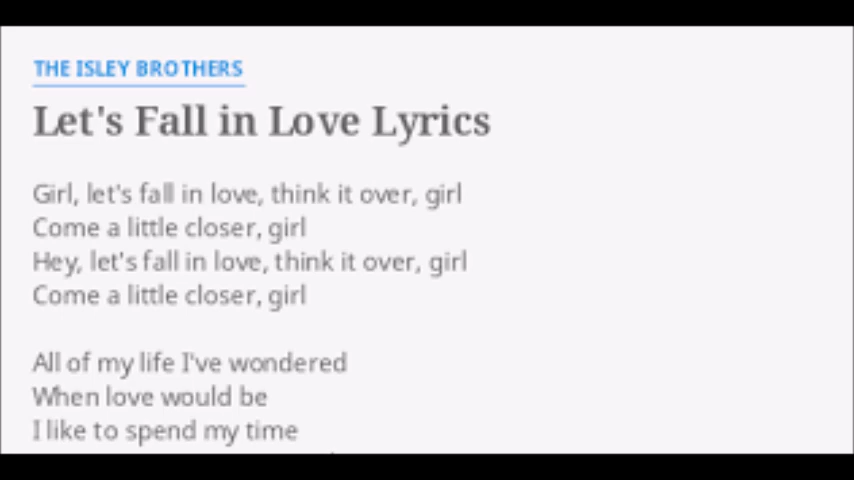 THE ISLEY BROTHERS
Let's Fall in Love Lyrics
Girl, let's fall in love, think it over, girl
Come a little closer, girl
Hey, let's fall in love, think it over, girl
Come a little closer, girl
All of my life I've wondered
When love would be
I like to spend my time